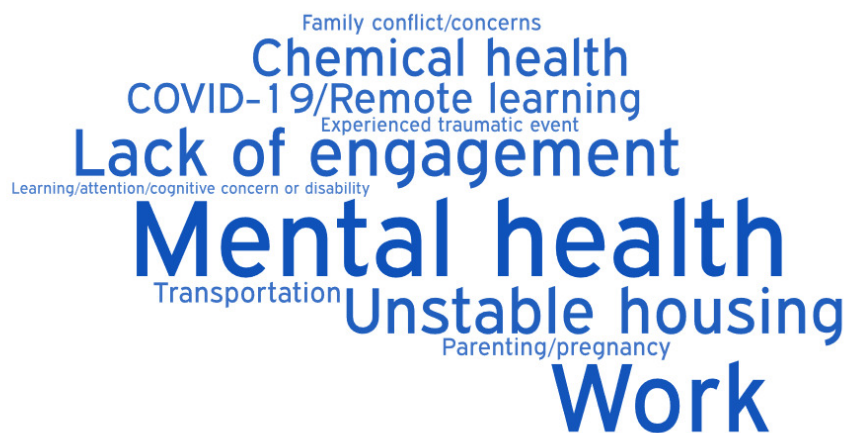 Family conflict/concerns
Chemical health
COVID-19/Remote learning
Experienced traumatic event
Lack of engagement
Learning/attention/cognitive concern or disability
Mental health
Transportation
Unstable housing
Parenting/pregnancy
Work